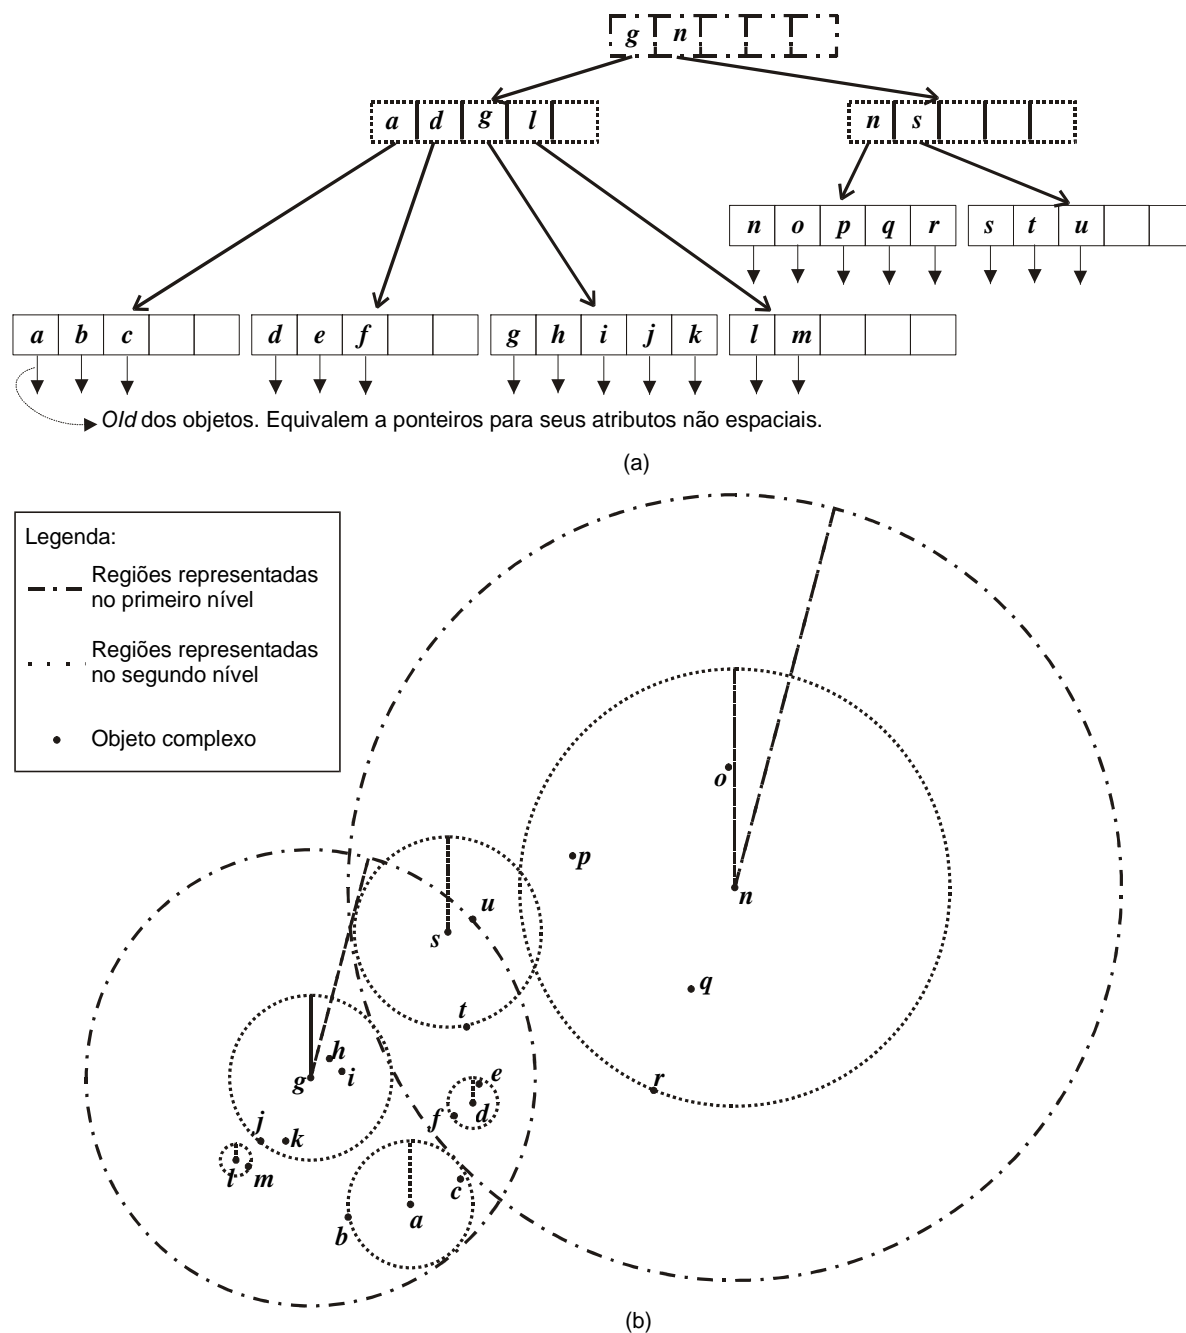 g n
a d g l
n s
n o p q r
s t u
a b c
d e f
g h i j k
l m
OId dos objetos. Equivalem a ponteiros para seus atributos não espaciais.
(a)
Legenda:
Regiões representadas
no primeiro nível
Regiões representadas
no segundo nível
Objeto complexo
o
p
n
u
s
q
t
h
i
g
e
d
f
r
j
k
l
m
c
a
b
(b)